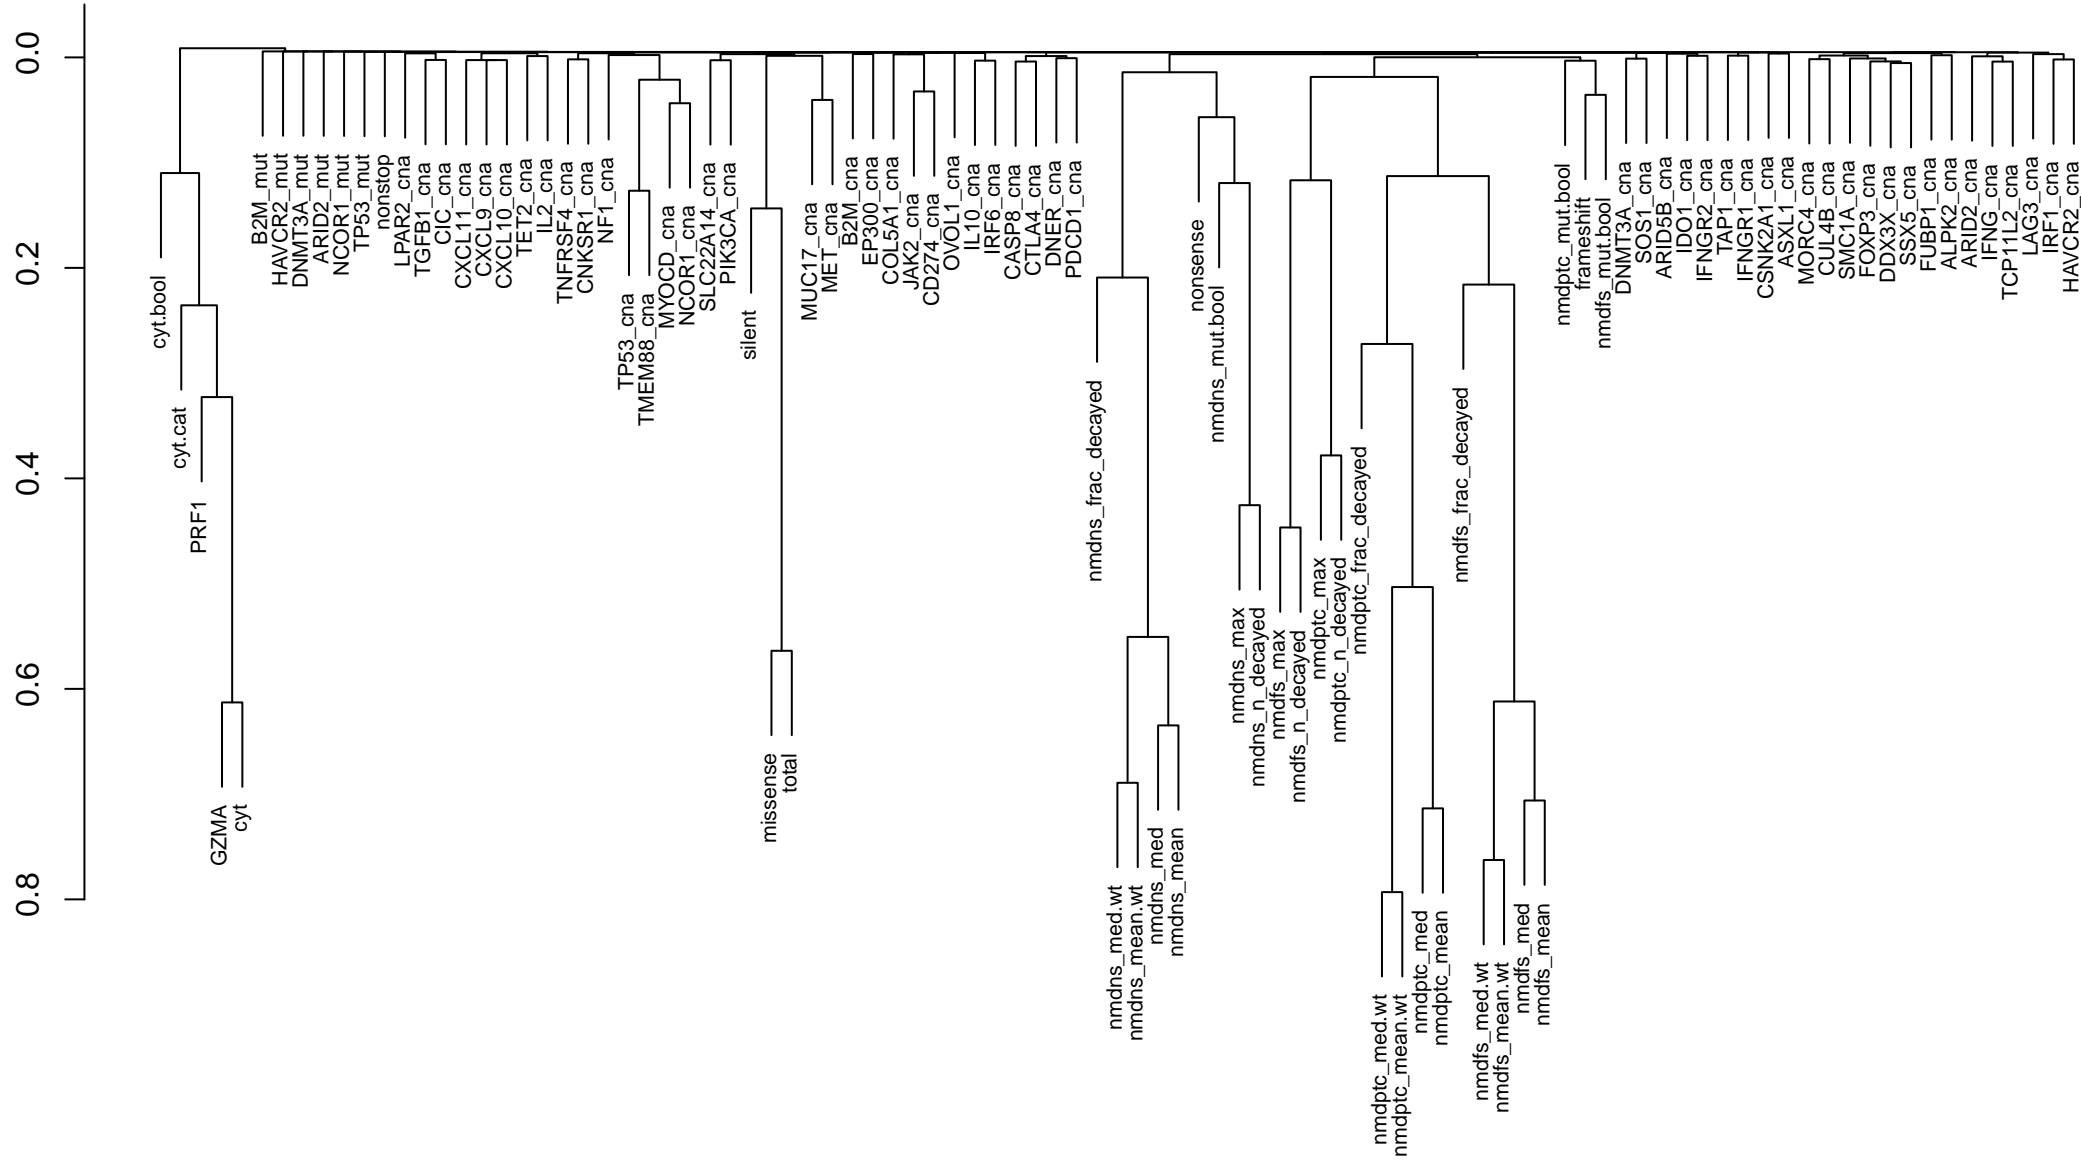 0.0
0.2
0.4
0.6
0.8
cyt.bool
cyt.cat
PRF1
GZMA
cyt
B2M_mut
HAVCR2_mut
DNMT3A_mut
ARID2_mut
NCOR1_mut
TP53_mut
nonstop
LPAR2_cna
TGFB1_cna
CIC_cna
CXCL11_cna
CXCL9_cna
CXCL10_cna
TET2_cna
IL2_cna
TNFRSF4_cna
CNKSR1_cna
NF1_cna
TP53_cna
TMEM88_cna
MYOCD_cna
NCOR1_cna
SLC22A14_cna
PIK3CA_cna
silent
missense
total
MUC17_cna
MET_cna
B2M_cna
EP300_cna
COL5A1_cna
JAK2_cna
CD274_cna
OVOL1_cna
IL10_cna
IRF6_cna
CASP8_cna
CTLA4_cna
DNER_cna
PDCD1_cna
nmdns_frac_decayed
nmdns_med.wt
nmdns_mean.wt
nmdns_med
nmdns_mean
nonsense
nmdns_mut.bool
nmdns_max
nmdns_n_decayed
nmdfs_max
nmdfs_n_decayed
nmdptc_max
nmdptc_n_decayed
nmdptc_frac_decayed
nmdptc_med.wt
nmdptc_mean.wt
nmdptc_med
nmdptc_mean
nmdfs_frac_decayed
nmdfs_med.wt
nmdfs_mean.wt
nmdfs_med
nmdfs_mean
nmdptc_mut.bool
frameshift
nmdfs_mut.bool
DNMT3A_cna
SOS1_cna
ARID5B_cna
IDO1_cna
IFNGR2_cna
TAP1_cna
IFNGR1_cna
CSNK2A1_cna
ASXL1_cna
MORC4_cna
CUL4B_cna
SMC1A_cna
FOXP3_cna
DDX3X_cna
SSX5_cna
FUBP1_cna
ALPK2_cna
ARID2_cna
IFNG_cna
TCP11L2_cna
LAG3_cna
IRF1_cna
HAVCR2_cna